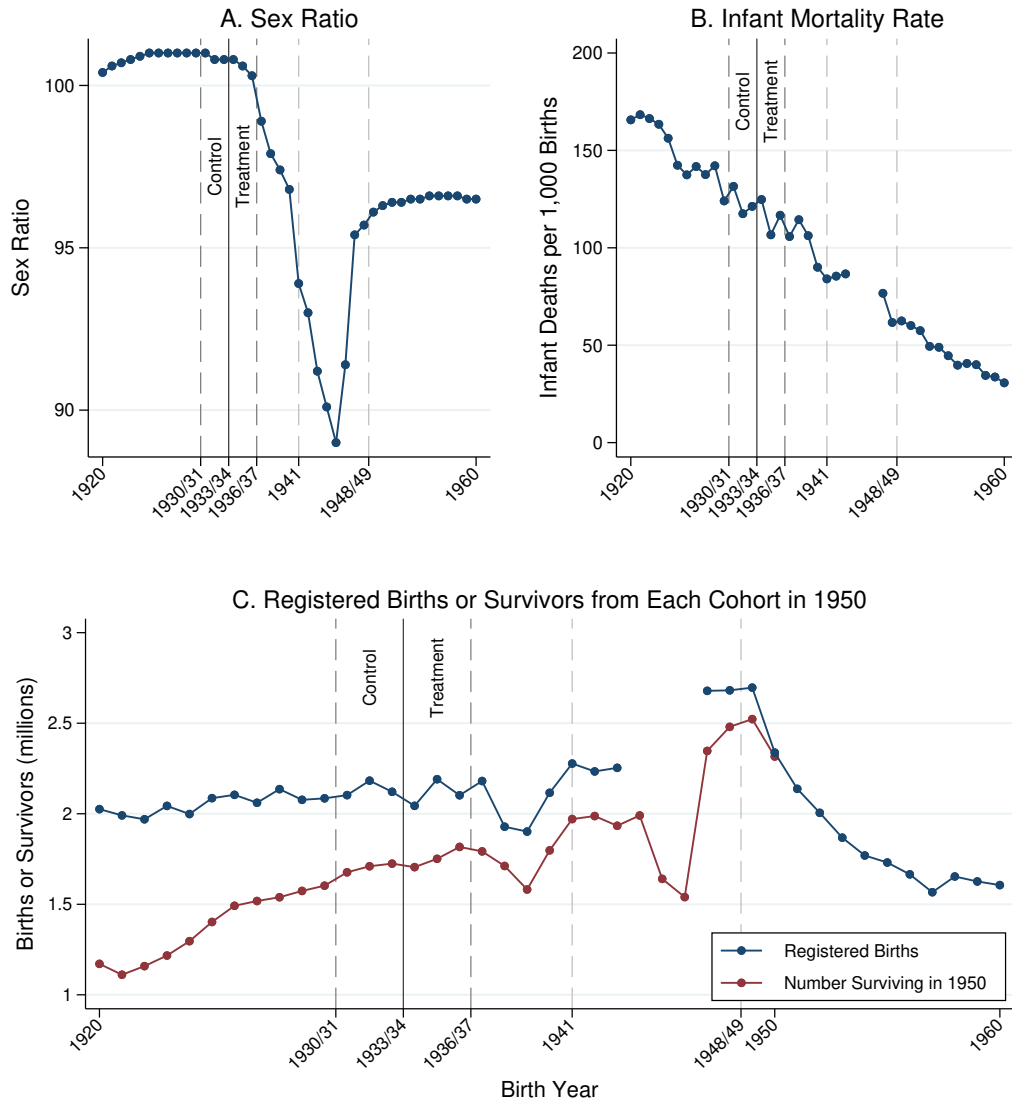 A. Sex Ratio
Sex Ratio
100
95
90
Control
Treatment
1920
1930/31
1933/34
1936/37
1941
1948/49
1960
B. Infant Mortality Rate
Infant Deaths per 1,000 Births
200
150
100
50
0
Control
Treatment
1920
1930/31
1933/34
1936/37
1941
1948/49
1960
C. Registered Births or Survivors from Each Cohort in 1950
Births or Survivors (millions)
3
2.5
2
1.5
1
Control
Treatment
Registered Births
Number Surviving in 1950
1920
1930/31
1933/34
1936/37
1941
1948/49
1950
1960
Birth Year